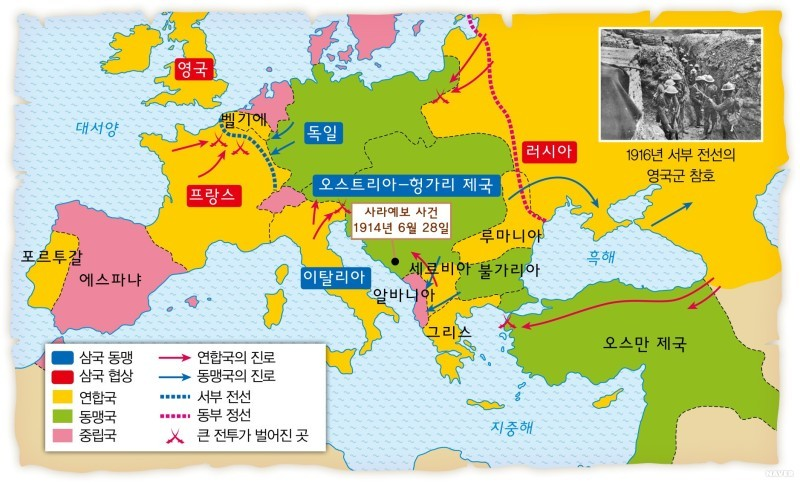 영국
대서양
벨기에
독일
러시아
1916년 서부 전선의
영국군 참호
프랑스
오스트리아-헝가리 제국
사라예보 사건
1914년 6월 28일
루마니아
포르투갈
에스파냐
이탈리아
세르비아
불가리아
흑해
알바니아
그리스
오스만 제국
지중해
삼국 동맹
연합국의 진로
삼국 협상
동맹국의 진로
연합국
서부 전선
동맹국
동부 정선
중립국
큰 전투가 벌어진 곳
NAVER